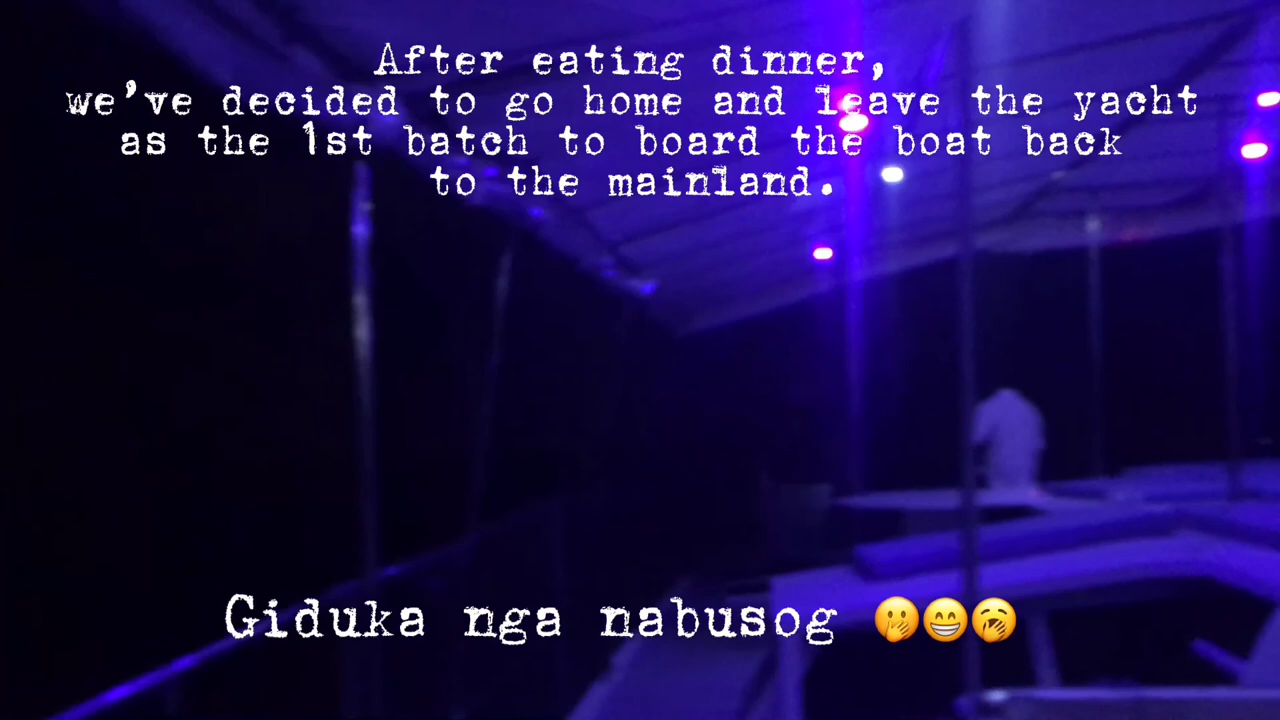 After eating dinner,
we've decided to go home and leave the yacht
as the 1st batch to board the boat back
to the mainland.
Giduka nga nabusog 🤭😁🥱